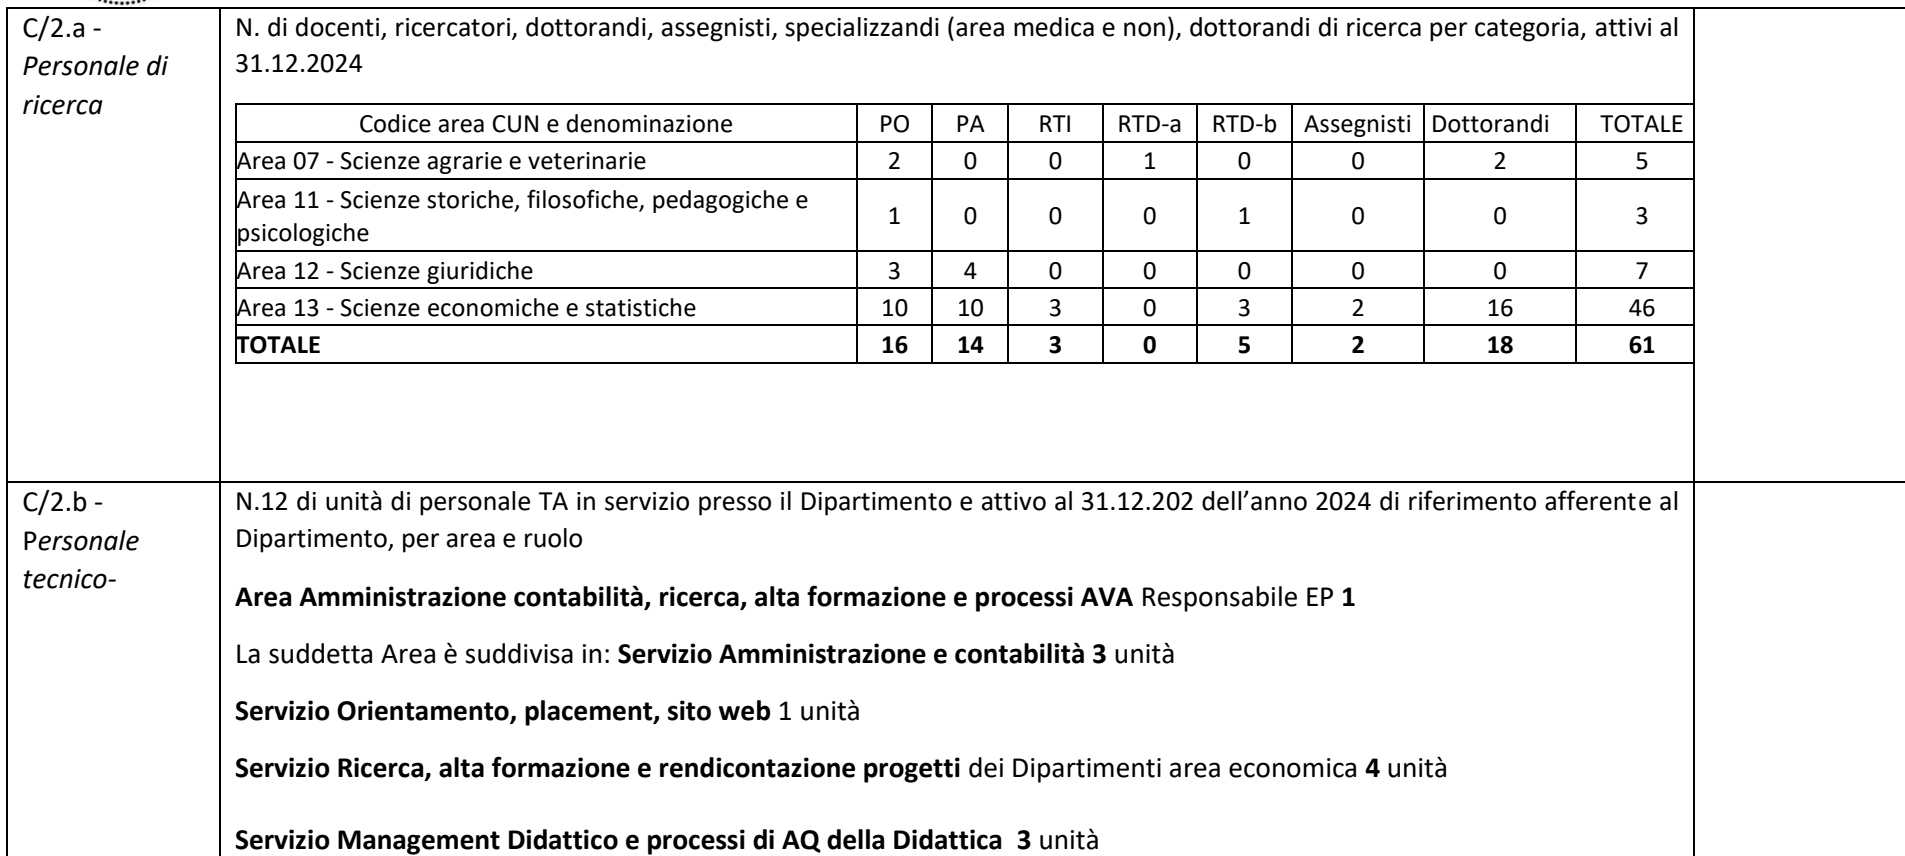 C/2.a -
Personale di
ricerca
N. di docenti, ricercatori, dottorandi, assegnisti, specializzandi (area medica e non), dottorandi di ricerca per categoria, attivi al
31.12.2024
Codice area CUN e denominazione PO PA RTI RTD-a RTD-b Assegnisti Dottorandi TOTALE
Area 07 - Scienze agrarie e veterinarie 2 0 0 1 0 0 2 5
Area 11 - Scienze storiche, filosofiche, pedagogiche e
psicologiche 1 0 0 0 1 0 0 3
Area 12 - Scienze giuridiche 3 4 0 0 0 0 0 7
Area 13 - Scienze economiche e statistiche 10 10 3 0 3 2 16 46
TOTALE 16 14 3 0 5 2 18 61
C/2.b -
Personale
tecnico-
N.12 di unità di personale TA in servizio presso il Dipartimento e attivo al 31.12.202 dell’anno 2024 di riferimento afferente al
Dipartimento, per area e ruolo
Area Amministrazione contabilità, ricerca, alta formazione e processi AVA Responsabile EP 1
La suddetta Area è suddivisa in: Servizio Amministrazione e contabilità 3 unità
Servizio Orientamento, placement, sito web 1 unità
Servizio Ricerca, alta formazione e rendicontazione progetti dei Dipartimenti area economica 4 unità
Servizio Management Didattico e processi di AQ della Didattica 3 unità